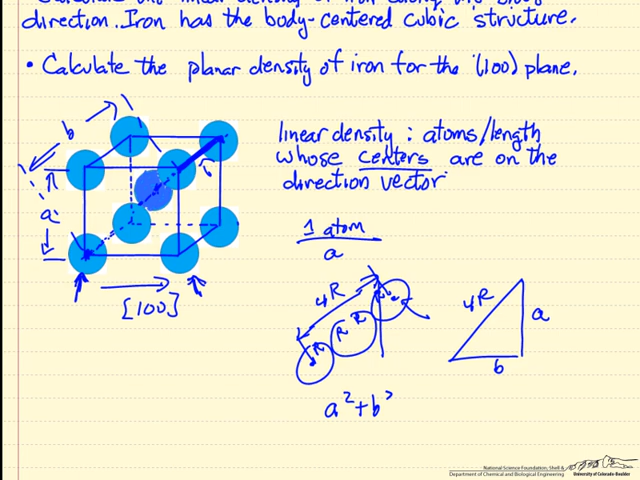 direction. Iron has the body-centered cubic structure.
• Calculate the planar density of iron for the (100) plane.
b
a
[100]
linear density : atoms/length
whose centers are on the
direction vector
1 atom
a
4R
R
R R
4R
a
b
a²+b²
National Science Foundation, Shell &
Department of Chemical and Biological Engineering
University of Colorado Boulder